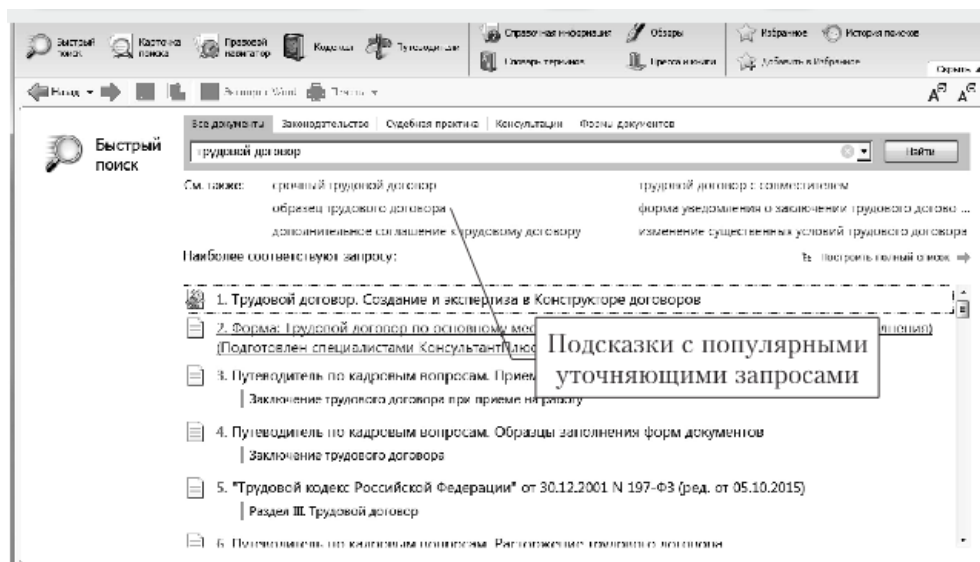 Быстрый поиск
Карточка поиска
Правовой навигатор
Кодексы
Путеводители
Справочная информация
Словарь терминов
Обзоры
Пресса и книги
Избранное
История поисков
Добавить в Избранное
Скрыть
Назад
Экспорт в Word
Печать
Все документы Законодательство Судебная практика Консультации Формы документов
Быстрый
поиск
трудовой договор
Найти
См. также: срочный трудовой договор трудовой договор с совместителем
образец трудового договора форма уведомления о заключении трудового догово ...
дополнительное соглашение к трудовому договору изменение существенных условий трудового договора
Наиболее соответствуют запросу: Построить полный список
1. Трудовой договор. Создание и экспертиза в Конструкторе договоров
2. Форма: Трудовой договор по основному мес
(Подготовлен специалистами КонсультантПлюс
3. Путеводитель по кадровым вопросам. Прием
Заключение трудового договора при приеме на работу
Подсказки с популярными
уточняющими запросами
4. Путеводитель по кадровым вопросам. Образцы заполнения форм документов
Заключение трудового договора
5. "Трудовой кодекс Российской Федерации" от 30.12.2001 N 197-ФЗ (ред. от 05.10.2015)
Раздел III. Трудовой договор
6. Путеводитель по кадровым вопросам. Расторжение трудового договора